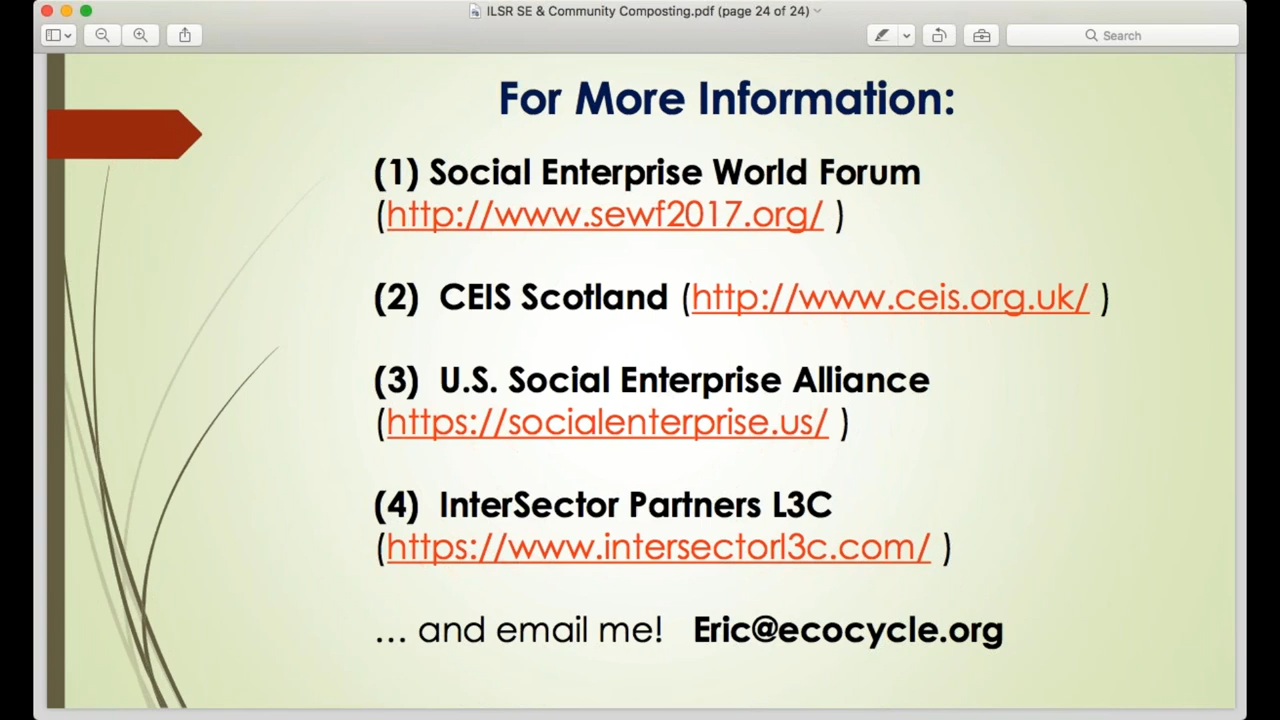 ILSR SE & Community Composting.pdf (page 24 of 24)
Search
For More Information:
(1) Social Enterprise World Forum
(http://www.sewf2017.org/ )
(2) CEIS Scotland (http://www.ceis.org.uk/ )
(3) U.S. Social Enterprise Alliance
(https://socialenterprise.us/ )
(4) InterSector Partners L3C
(https://www.intersectorl3c.com/ )
... and email me! Eric@ecocycle.org